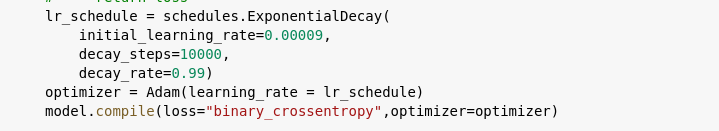 lr_schedule = schedules.ExponentialDecay(
initial_learning_rate=0.00009,
decay_steps=10000,
decay_rate=0.99)
optimizer = Adam(learning_rate = lr_schedule)
model.compile(loss="binary_crossentropy",optimizer=optimizer)